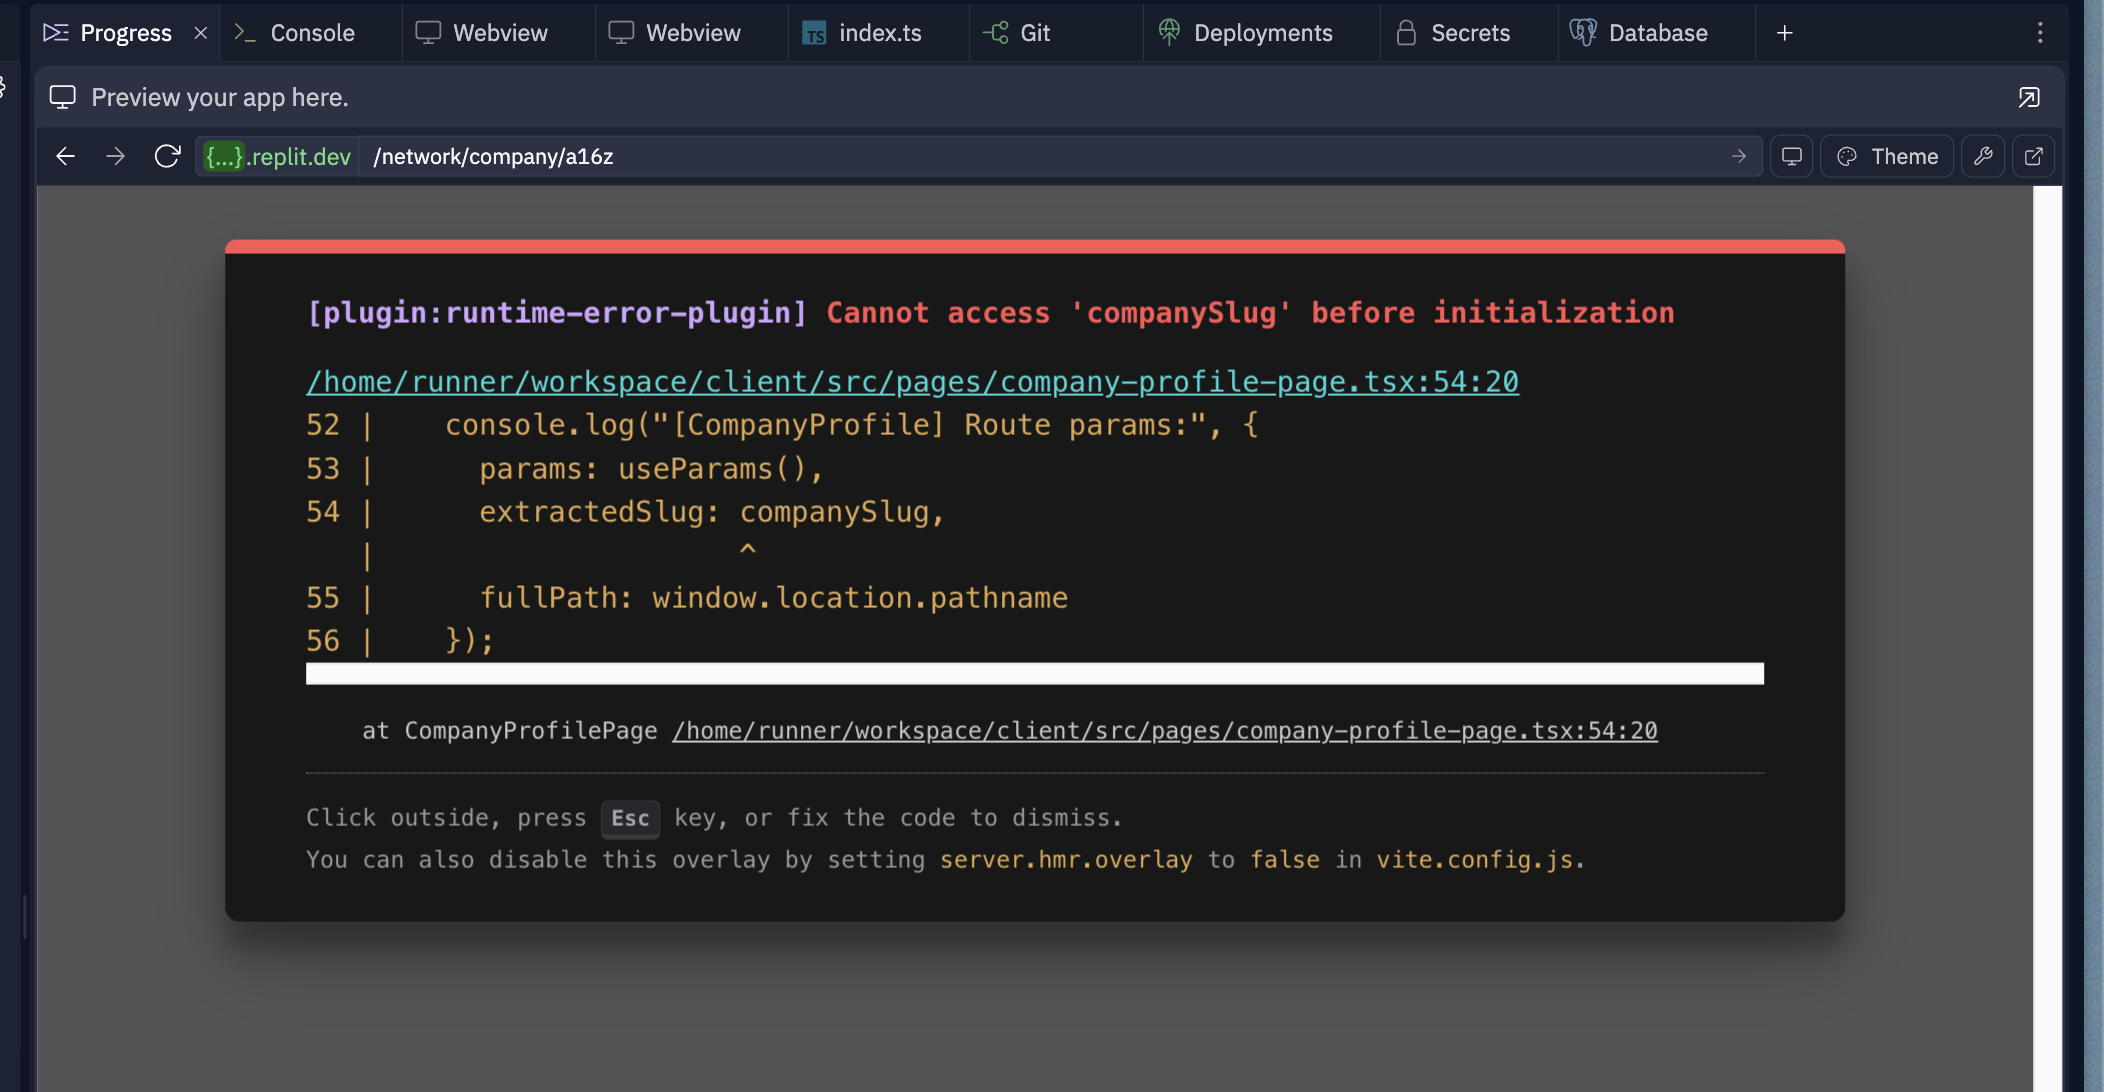 Progress Console Webview Webview index.ts Git Deployments Secrets Database
Preview your app here.
{...}.replit.dev /network/company/a16z Theme
[plugin:runtime-error-plugin] Cannot access 'companySlug' before initialization
/home/runner/workspace/client/src/pages/company-profile-page.tsx:54:20
52 | console.log("[CompanyProfile] Route params:", {
53 | params: useParams(),
54 | extractedSlug: companySlug,
| ^
55 | fullPath: window.location.pathname
56 | });
at CompanyProfilePage /home/runner/workspace/client/src/pages/company-profile-page.tsx:54:20
Click outside, press Esc key, or fix the code to dismiss.
You can also disable this overlay by setting server.hmr.overlay to false in vite.config.js.